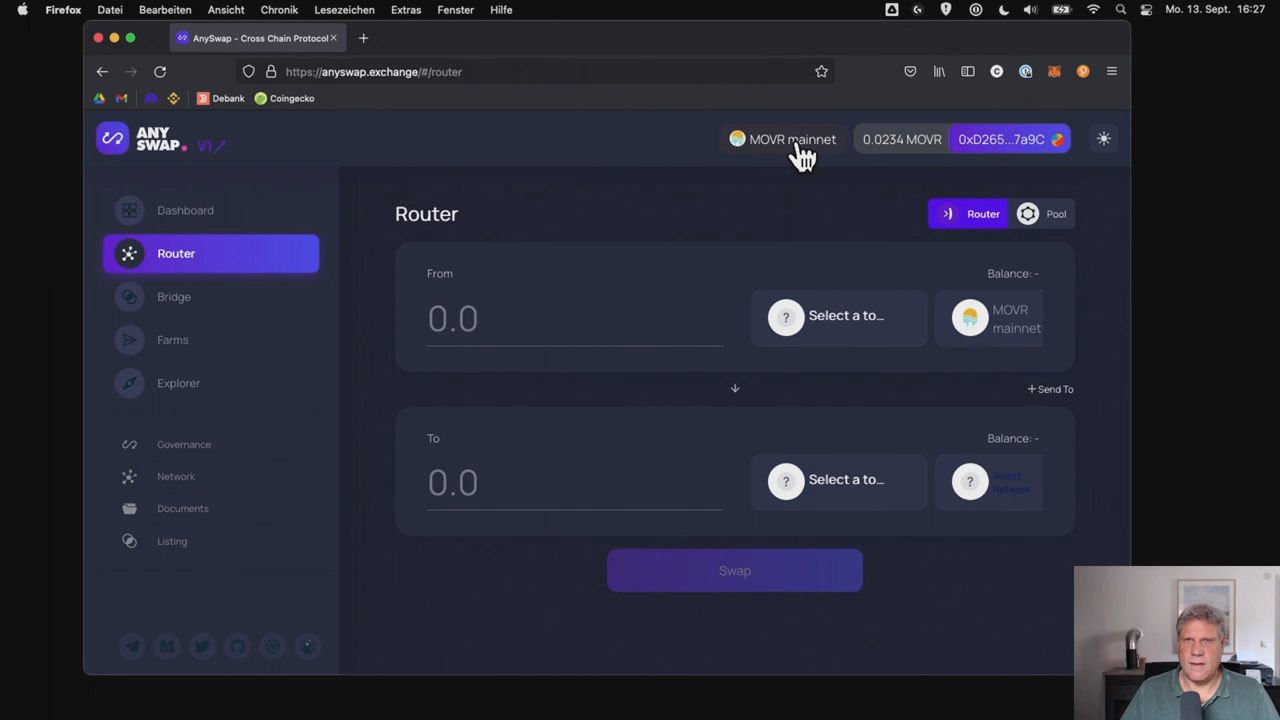 Firefox Datei Bearbeiten Ansicht Chronik Lesezeichen Extras Fenster Hilfe Mo. 13. Sept. 16:27
AnySwap - Cross Chain Protocol
https://anyswap.exchange/#/router
Debank Coingecko
ANY
SWAP. V1/
MOVR mainnet
0.0234 MOVR 0xD265...7a9C
Dashboard
Router
Bridge
Farms
Explorer
Governance
Network
Documents
Listing
Router
Router Pool
From Balance: -
0.0 Select a to... MOVR
mainnet
+ Send To
To Balance: -
0.0 Select a to... Select
Network
Swap